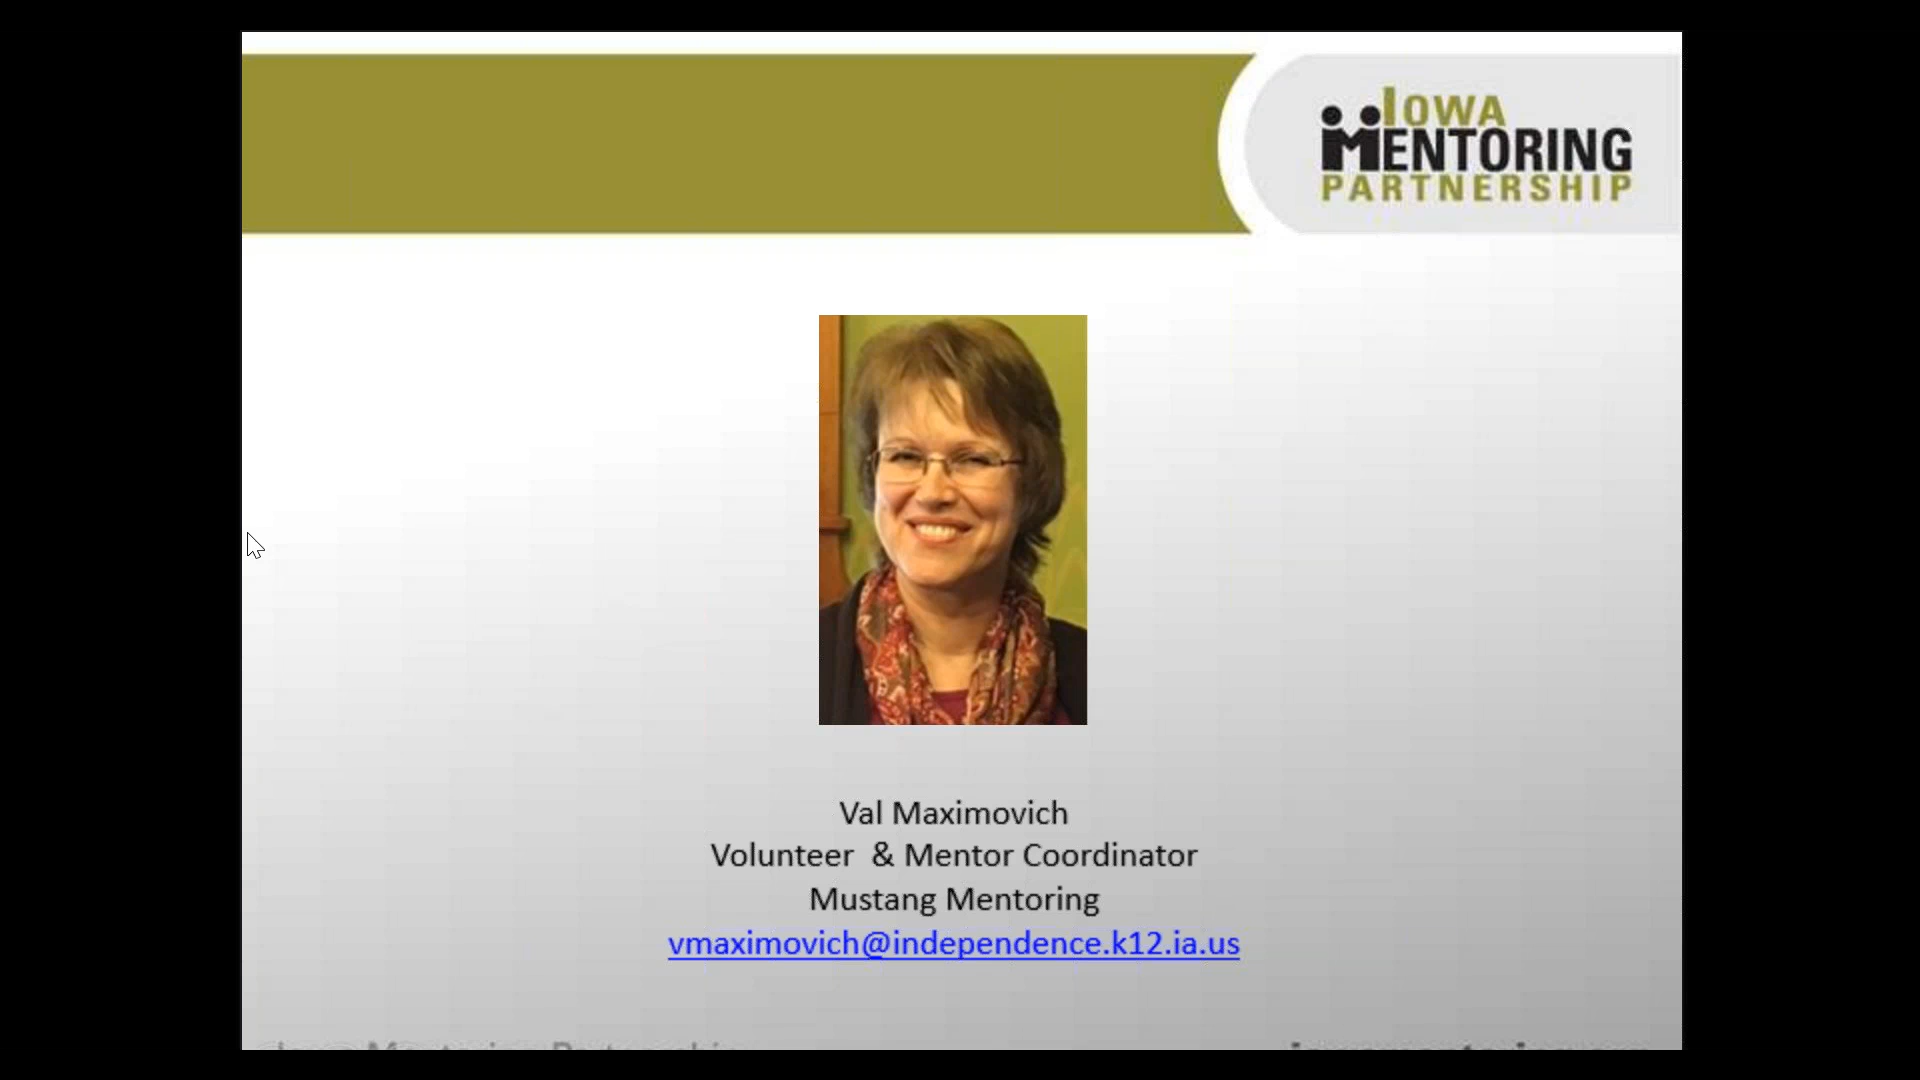 IOWA
MENTORING
PARTNERSHIP
Val Maximovich
Volunteer & Mentor Coordinator
Mustang Mentoring
vmaximovich@independence.k12.ia.us